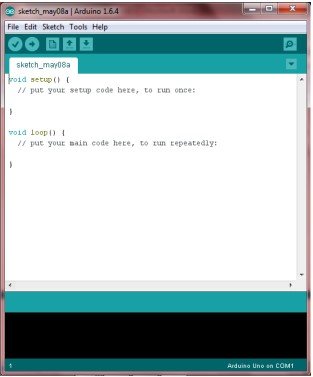 sketch_may08a | Arduino 1.6.4
File Edit Sketch Tools Help
sketch_may08a
void setup() {
// put your setup code here, to run once:
}
void loop() {
// put your main code here, to run repeatedly:
}
1 Arduino Uno on COM1